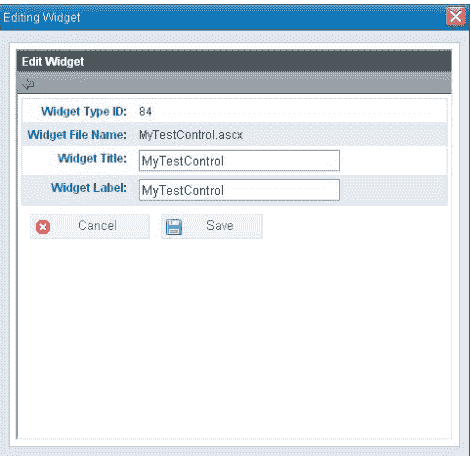 Editing Widget
Edit Widget
Widget Type ID: 84
Widget File Name: MyTestControl.ascx
Widget Title: MyTestControl
Widget Label: MyTestControl
Cancel Save